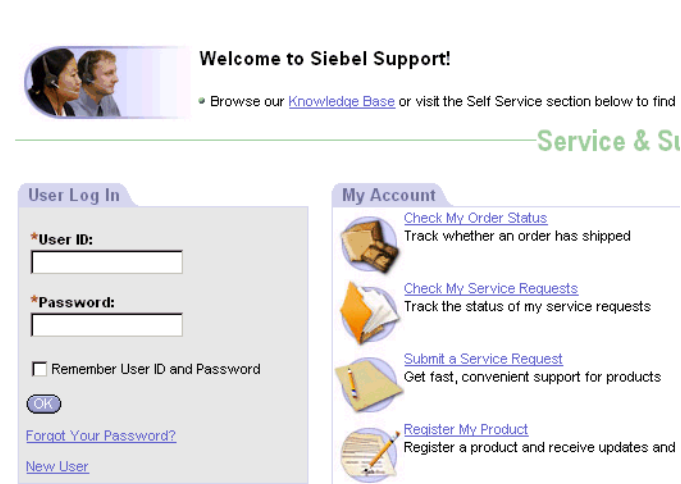 Welcome to Siebel Support!
Browse our Knowledge Base or visit the Self Service section below to find
Service & Su
User Log In
*User ID:
*Password:
Remember User ID and Password
OK
Forgot Your Password?
New User
My Account
Check My Order Status
Track whether an order has shipped
Check My Service Requests
Track the status of my service requests
Submit a Service Request
Get fast, convenient support for products
Register My Product
Register a product and receive updates and